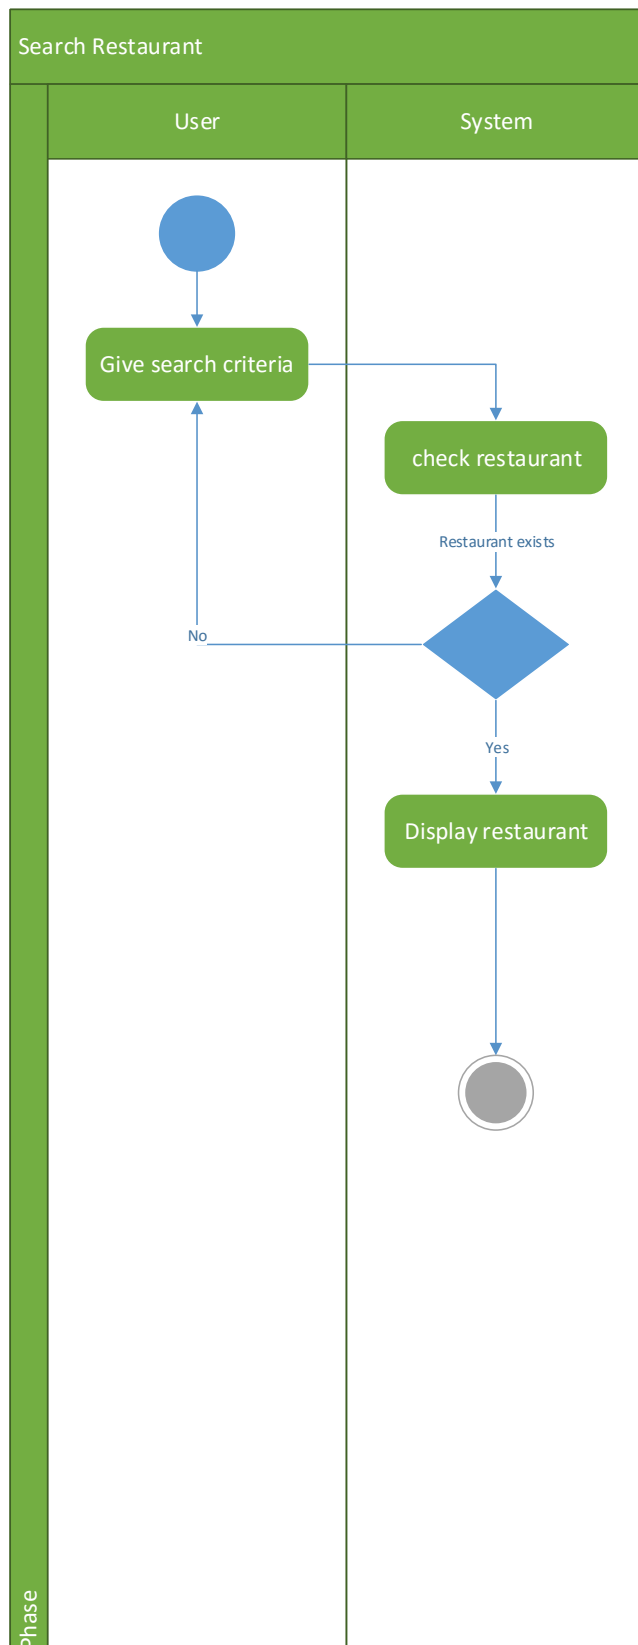 Search Restaurant
User
System
Give search criteria
check restaurant
Restaurant exists
No
Yes
Display restaurant
Phase